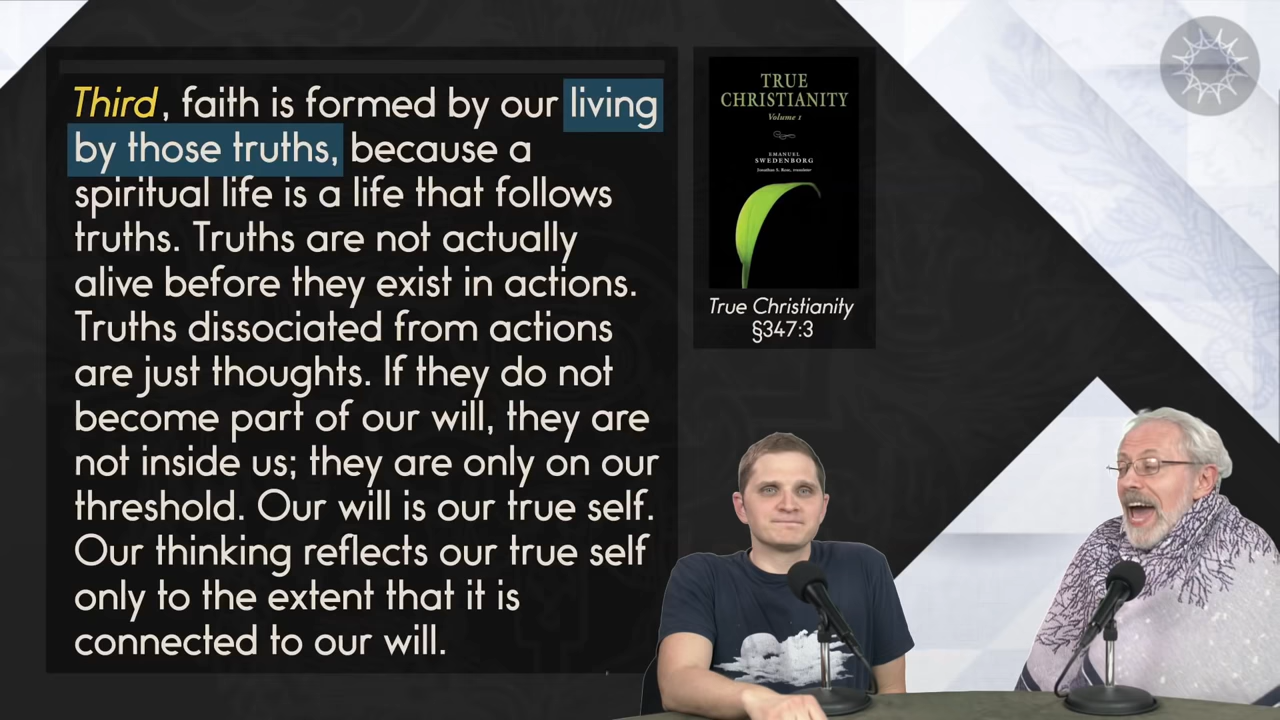 Third, faith is formed by our living
by those truths, because a
spiritual life is a life that follows
truths. Truths are not actually
alive before they exist in actions.
Truths dissociated from actions
are just thoughts. If they do not
become part of our will, they are
not inside us; they are only on our
threshold. Our will is our true self.
Our thinking reflects our true self
only to the extent that it is
connected to our will.
TRUE
CHRISTIANITY
Volume 1
EMANUEL
SWEDENBORG
Jonathan S. Rose, translator
True Christianity
§347:3